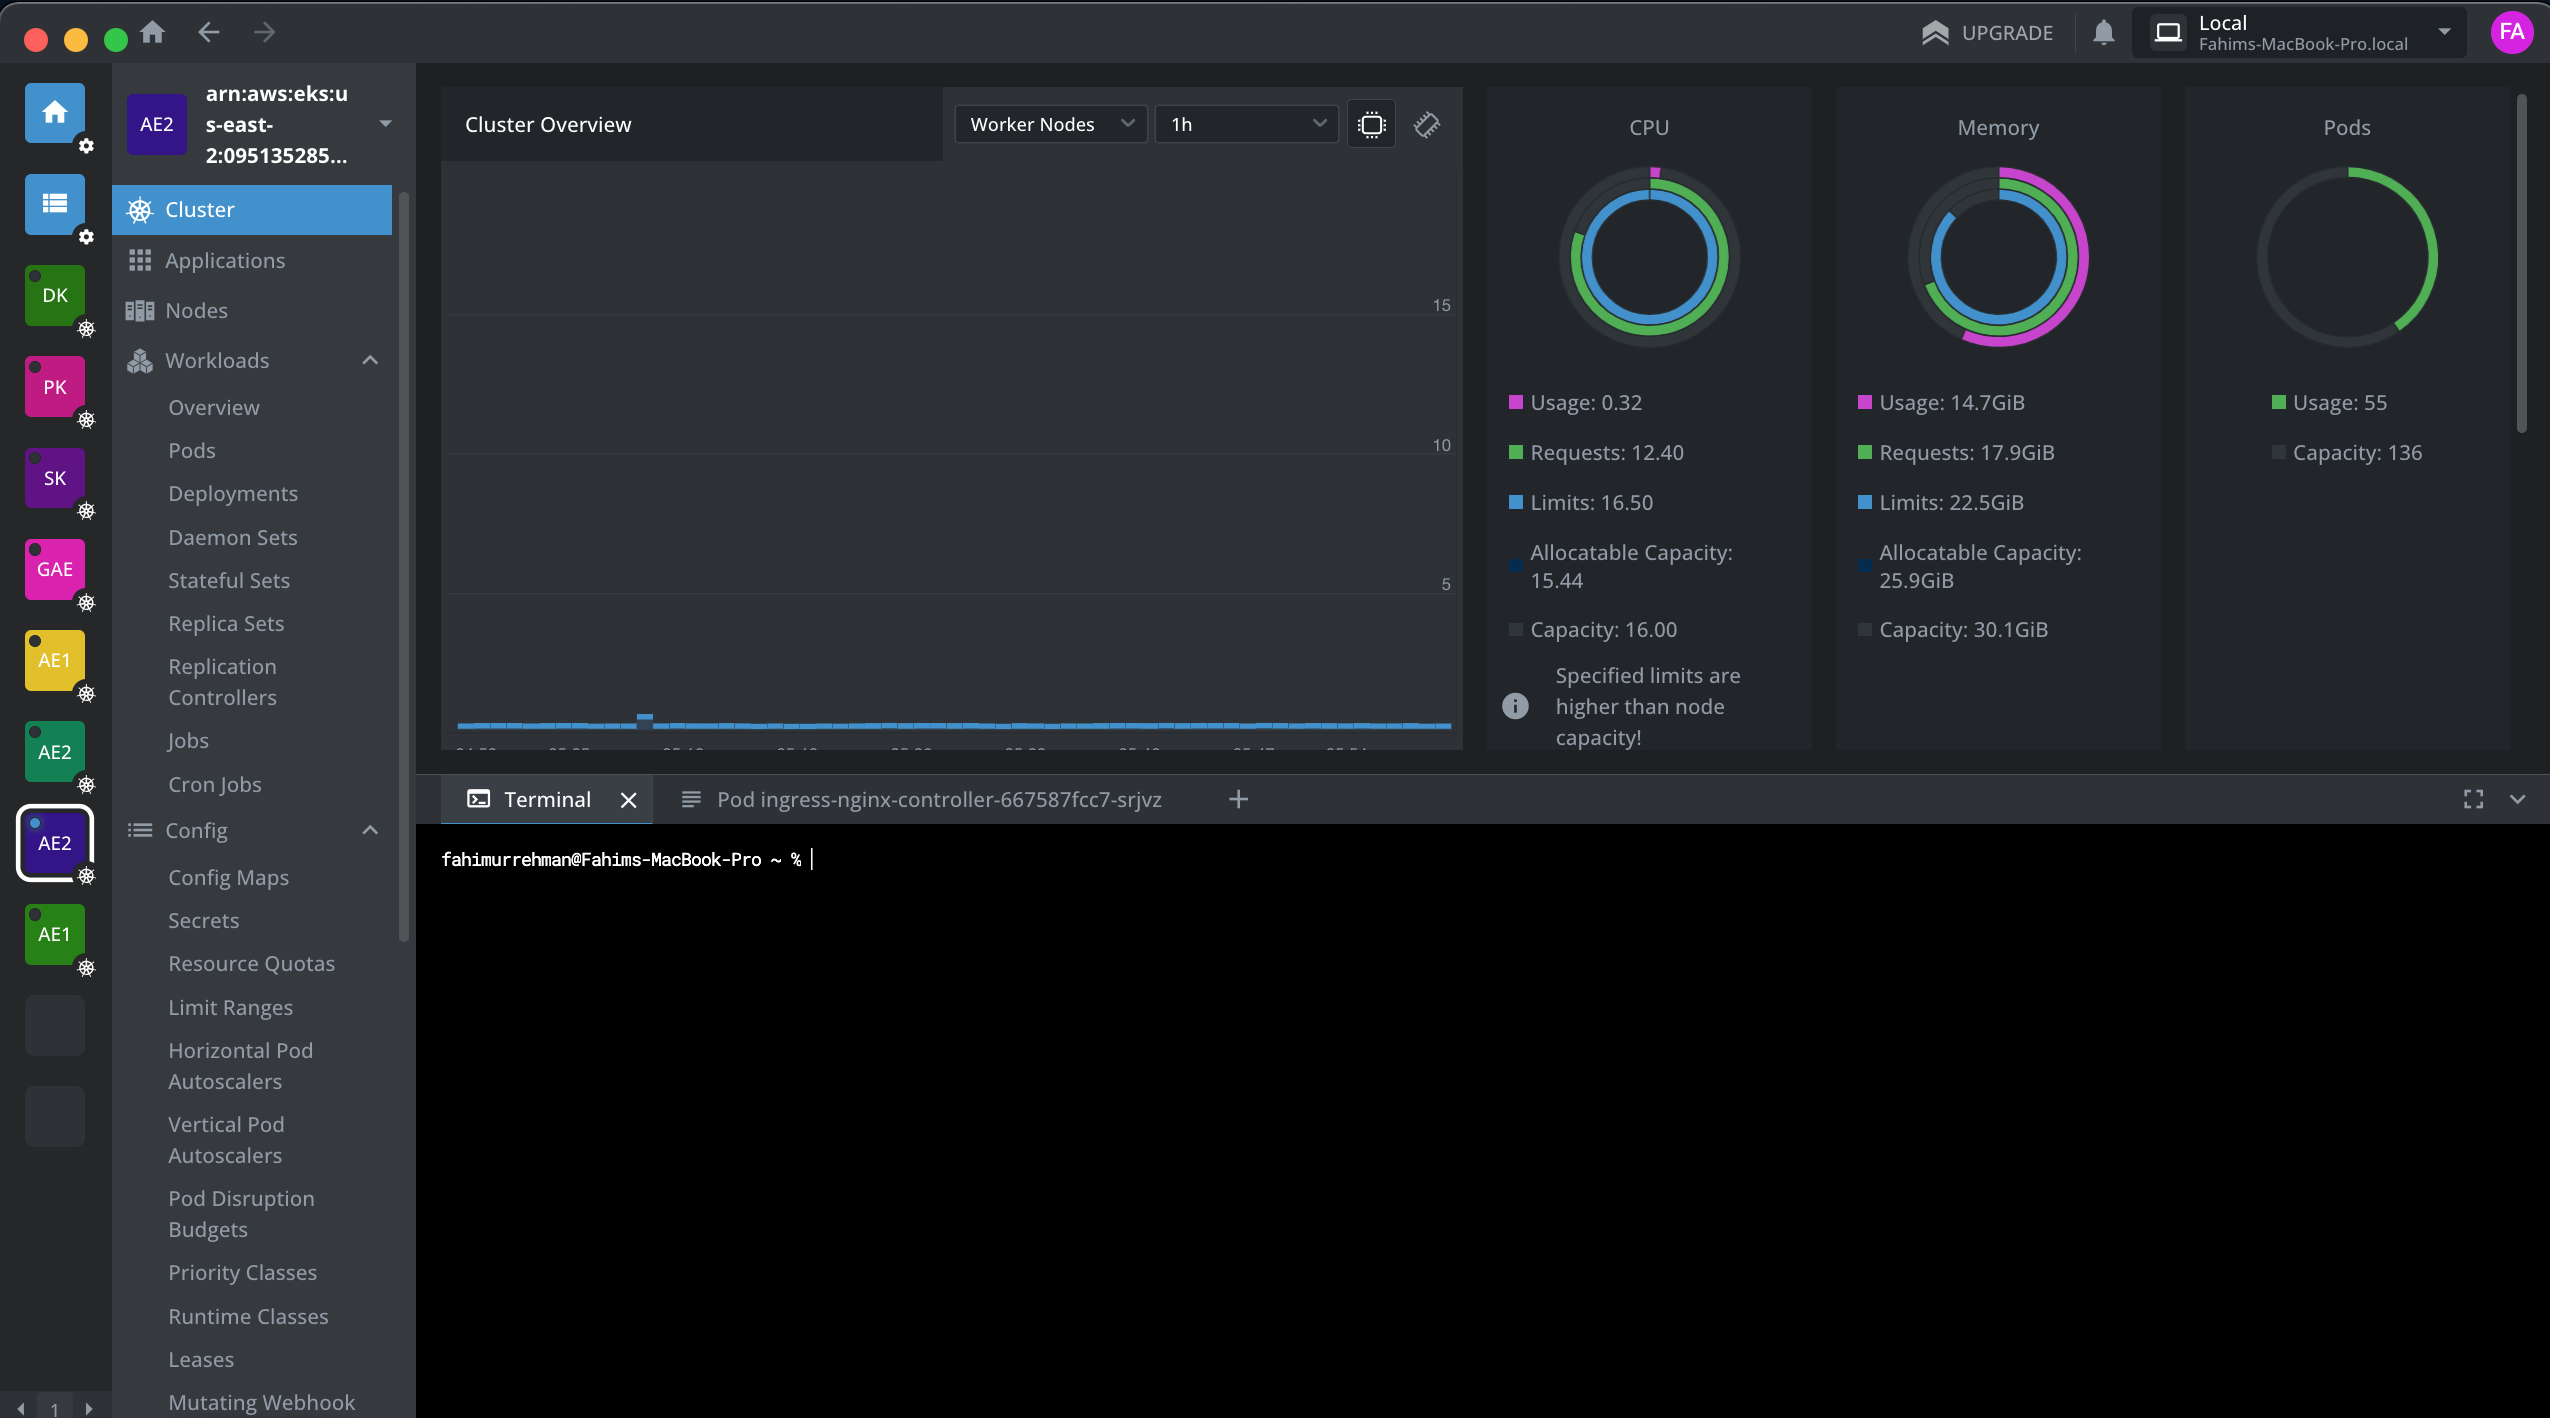 UPGRADE
Local
Fahims-MacBook-Pro.local
FA
DK
PK
SK
GAE
AE1
AE2
AE2
AE1
1
AE2
arn:aws:eks:u
s-east-
2:095135285...
Cluster
Applications
Nodes
Workloads
Overview
Pods
Deployments
Daemon Sets
Stateful Sets
Replica Sets
Replication
Controllers
Jobs
Cron Jobs
Config
Config Maps
Secrets
Resource Quotas
Limit Ranges
Horizontal Pod
Autoscalers
Vertical Pod
Autoscalers
Pod Disruption
Budgets
Priority Classes
Runtime Classes
Leases
Mutating Webhook
Cluster Overview
Worker Nodes
1h
15
10
5
CPU
Usage: 0.32
Requests: 12.40
Limits: 16.50
Allocatable Capacity:
15.44
Capacity: 16.00
Specified limits are
higher than node
capacity!
Memory
Usage: 14.7GiB
Requests: 17.9GiB
Limits: 22.5GiB
Allocatable Capacity:
25.9GiB
Capacity: 30.1GiB
Pods
Usage: 55
Capacity: 136
Terminal
Pod ingress-nginx-controller-667587fcc7-srjvz
fahimurrehman@Fahims-MacBook-Pro ~ %